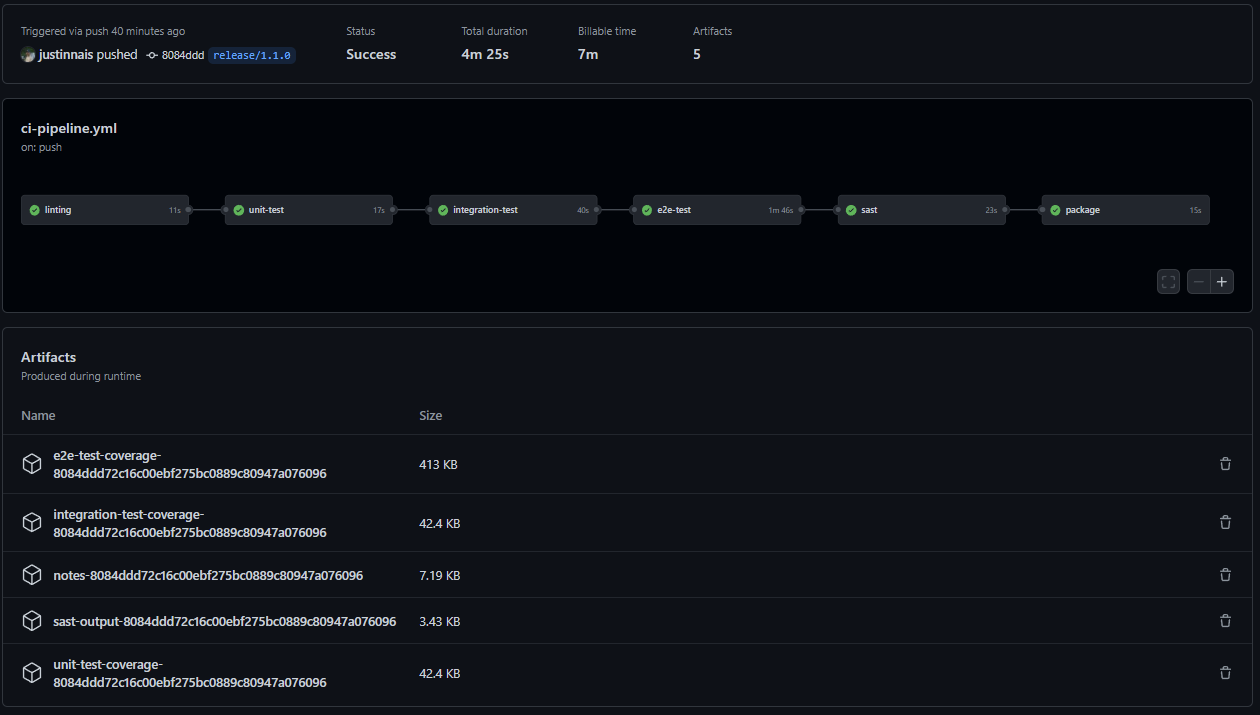 Triggered via push 40 minutes ago
justinnais pushed 8084ddd release/1.1.0
Status
Success
Total duration
4m 25s
Billable time
7m
Artifacts
5
ci-pipeline.yml
on: push
linting 11s
unit-test 17s
integration-test 40s
e2e-test 1m 46s
sast 23s
package 15s
Artifacts
Produced during runtime
Name Size
e2e-test-coverage-
8084ddd72c16c00ebf275bc0889c80947a076096
413 KB
integration-test-coverage-
8084ddd72c16c00ebf275bc0889c80947a076096
42.4 KB
notes-8084ddd72c16c00ebf275bc0889c80947a076096 7.19 KB
sast-output-8084ddd72c16c00ebf275bc0889c80947a076096 3.43 KB
unit-test-coverage-
8084ddd72c16c00ebf275bc0889c80947a076096
42.4 KB